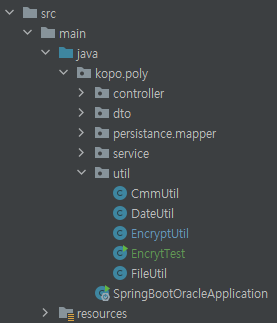 src
main
java
kopo.poly
controller
dto
persistance.mapper
service
util
CmmUtil
DateUtil
EncryptUtil
EncrytTest
FileUtil
SpringBootOracleApplication
resources